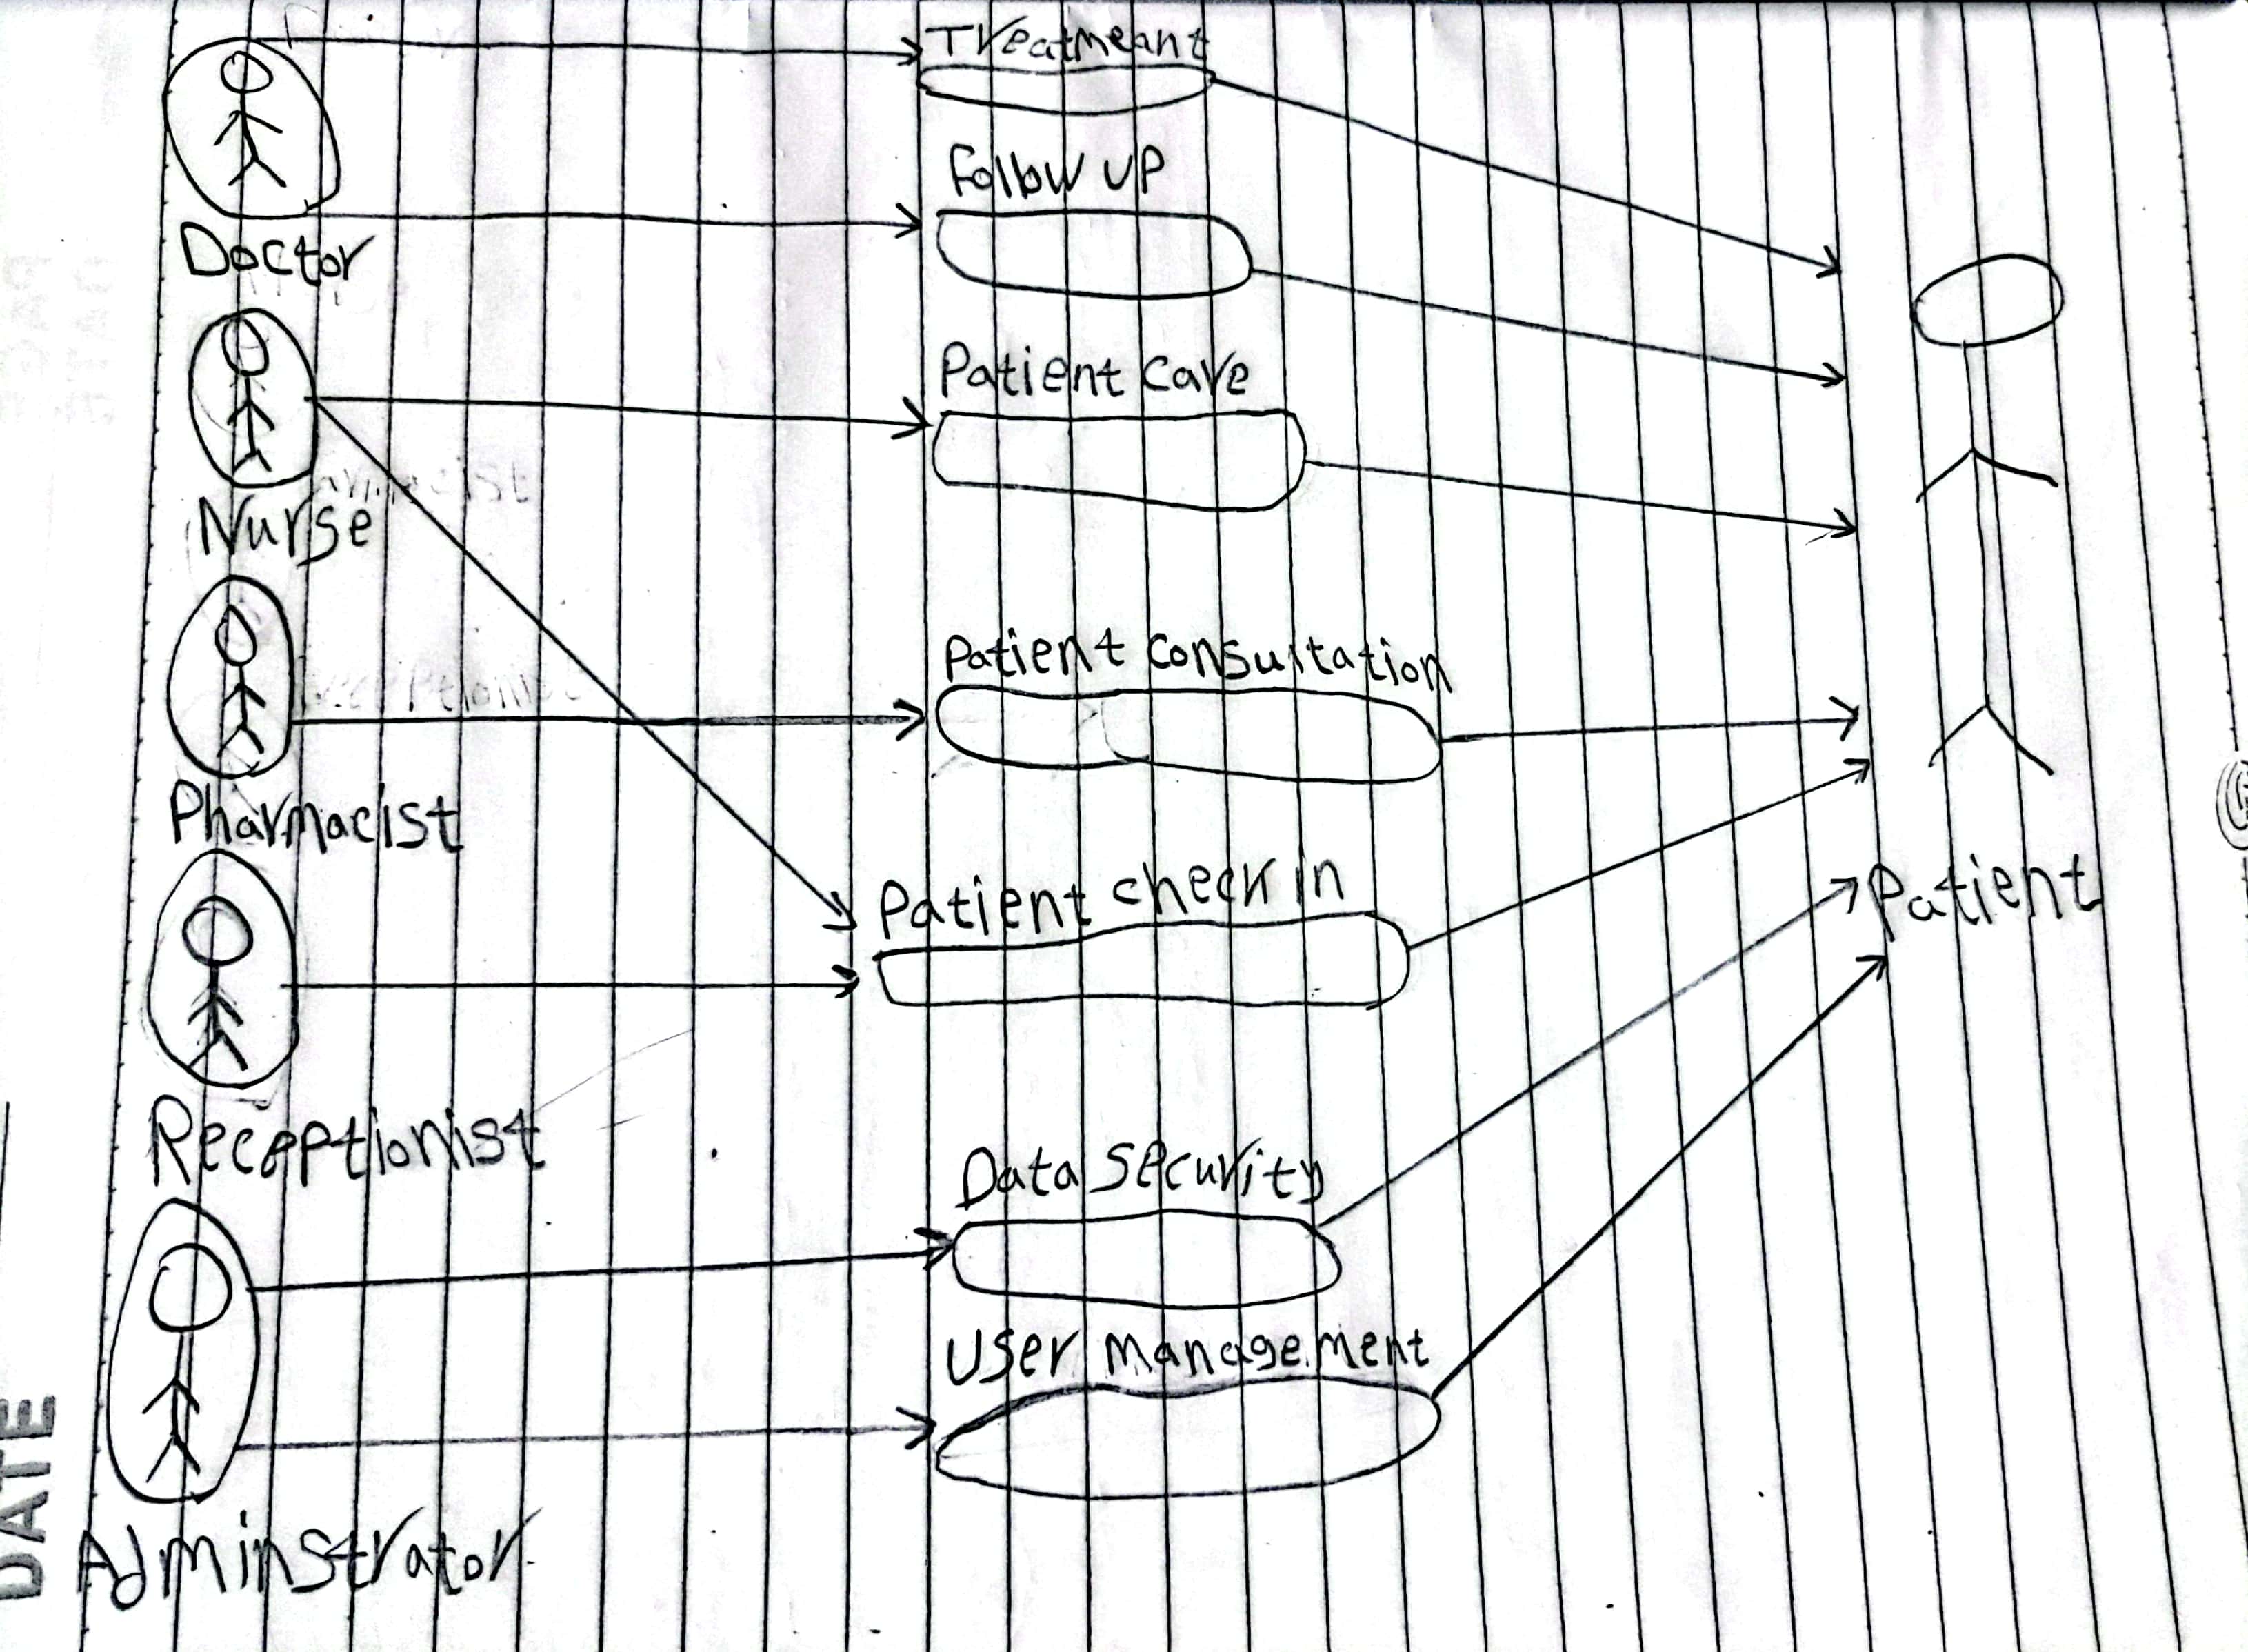 Treatmeant
Follow up
Doctor
Patient care
Nurse
Patient consultation
Pharmacist
Patient check in
Patient
Receptionist
Data security
User management
Adminstrator
DATE